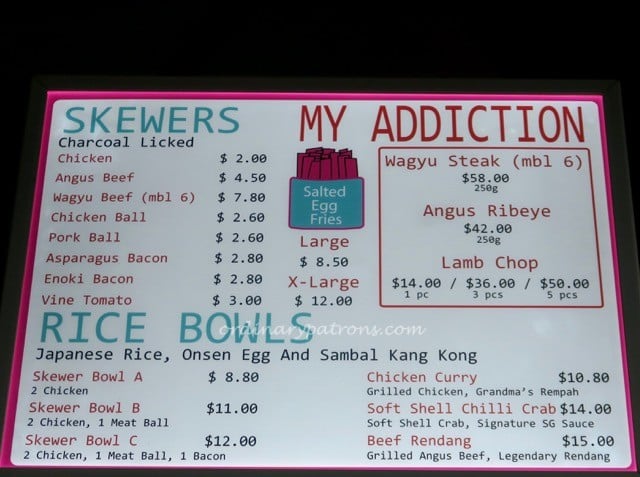 SKEWERS
Charcoal Licked
Chicken $ 2.00
Angus Beef $ 4.50
Wagyu Beef (mbl 6) $ 7.80
Chicken Ball $ 2.60
Pork Ball $ 2.60
Asparagus Bacon $ 2.80
Enoki Bacon $ 2.80
Vine Tomato $ 3.00
MY ADDICTION
Salted
Egg
Fries
Large
$ 8.50
X-Large
$ 12.00
Wagyu Steak (mbl 6)
$58.00
250g
Angus Ribeye
$42.00
250g
Lamb Chop
$14.00 / $36.00 / $50.00
1 pc 3 pcs 5 pcs
RICE BOWLS
ordinarypatrons.com
Japanese Rice, Onsen Egg And Sambal Kang Kong
Skewer Bowl A $ 8.80
2 Chicken
Skewer Bowl B $11.00
2 Chicken, 1 Meat Ball
Skewer Bowl C $12.00
2 Chicken, 1 Meat Ball, 1 Bacon
Chicken Curry $10.80
Grilled Chicken, Grandma's Rempah
Soft Shell Chilli Crab $14.00
Soft Shell Crab, Signature SG Sauce
Beef Rendang $15.00
Grilled Angus Beef, Legendary Rendang